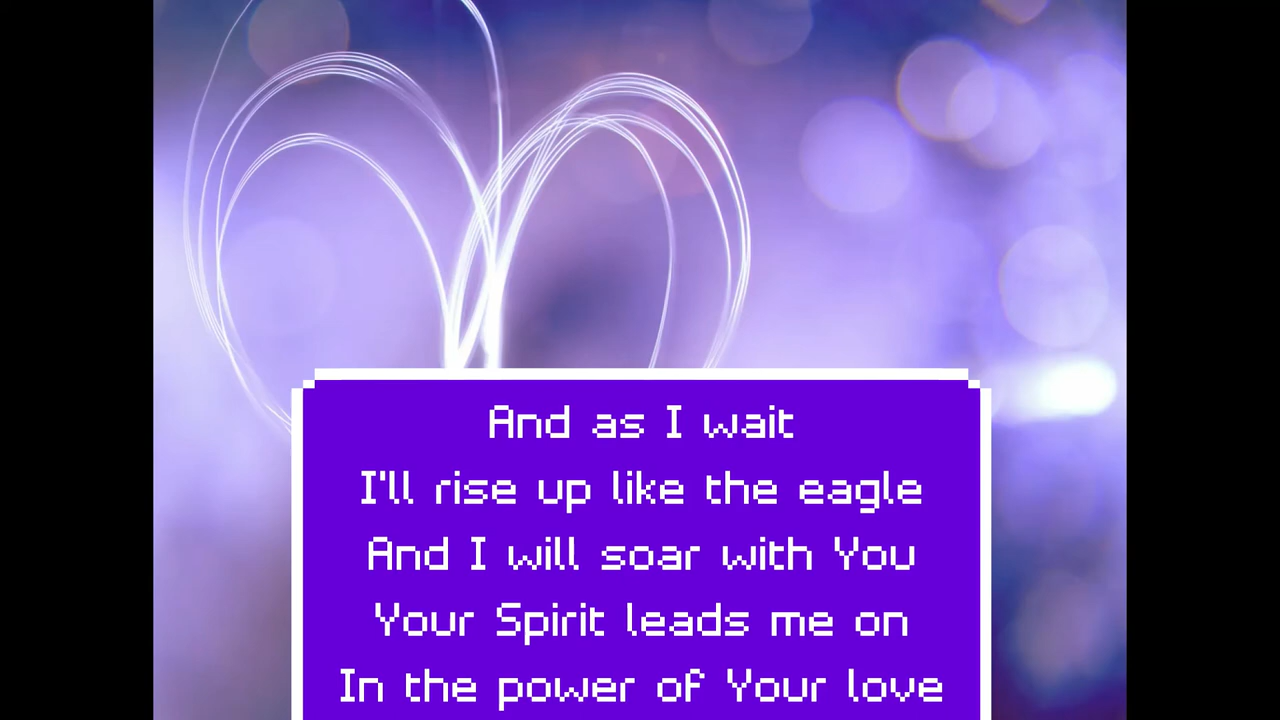 And as I wait
I'll rise up like the eagle
And I will soar with You
Your Spirit leads me on
In the power of Your love